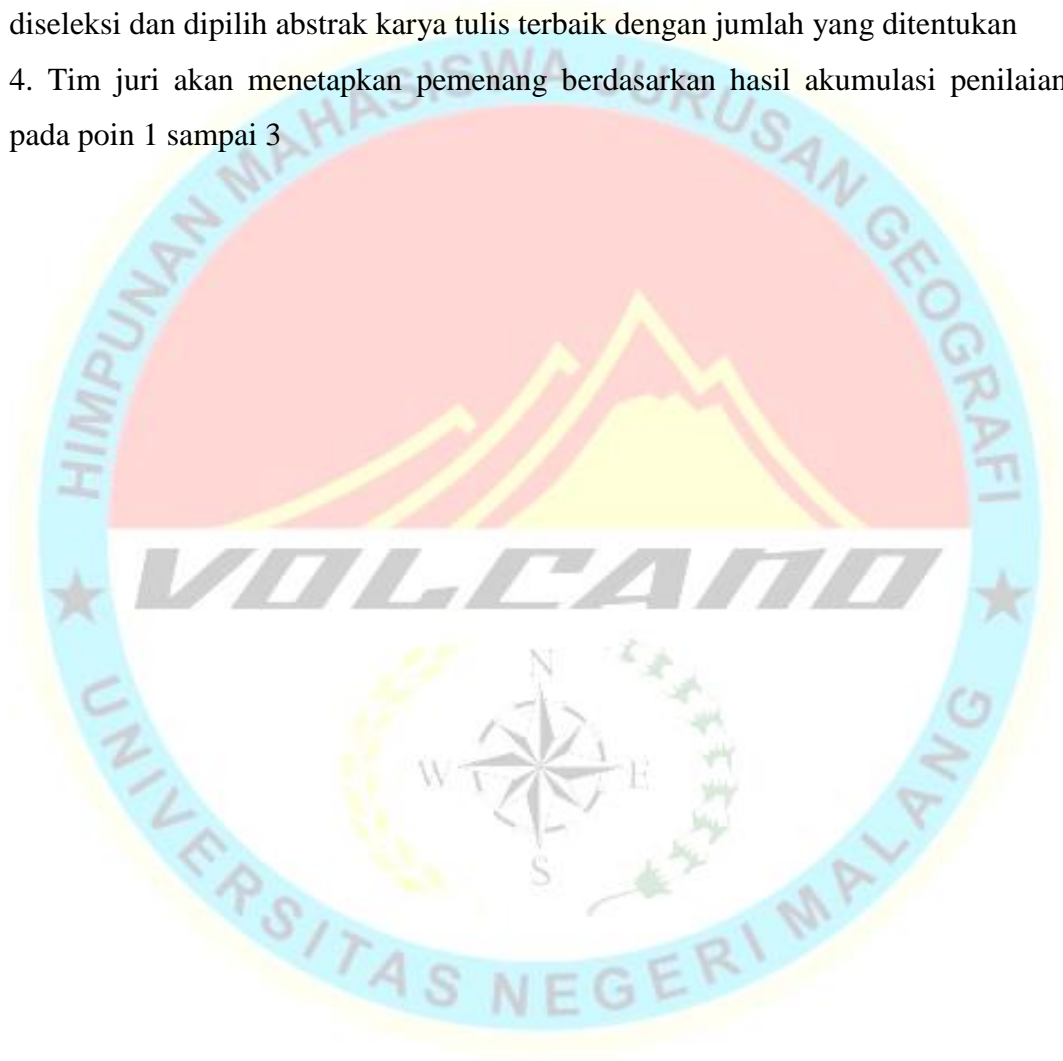 diseleksi dan dipilih abstrak karya tulis terbaik dengan jumlah yang ditentukan
4. Tim juri akan menetapkan pemenang berdasarkan hasil akumulasi penilaian
pada poin 1 sampai 3
HIMPUNAN MAHASISWA JURUSAN GEOGRAFI
VOLCANO
N
W E
S
UNIVERSITAS NEGERI MALANG